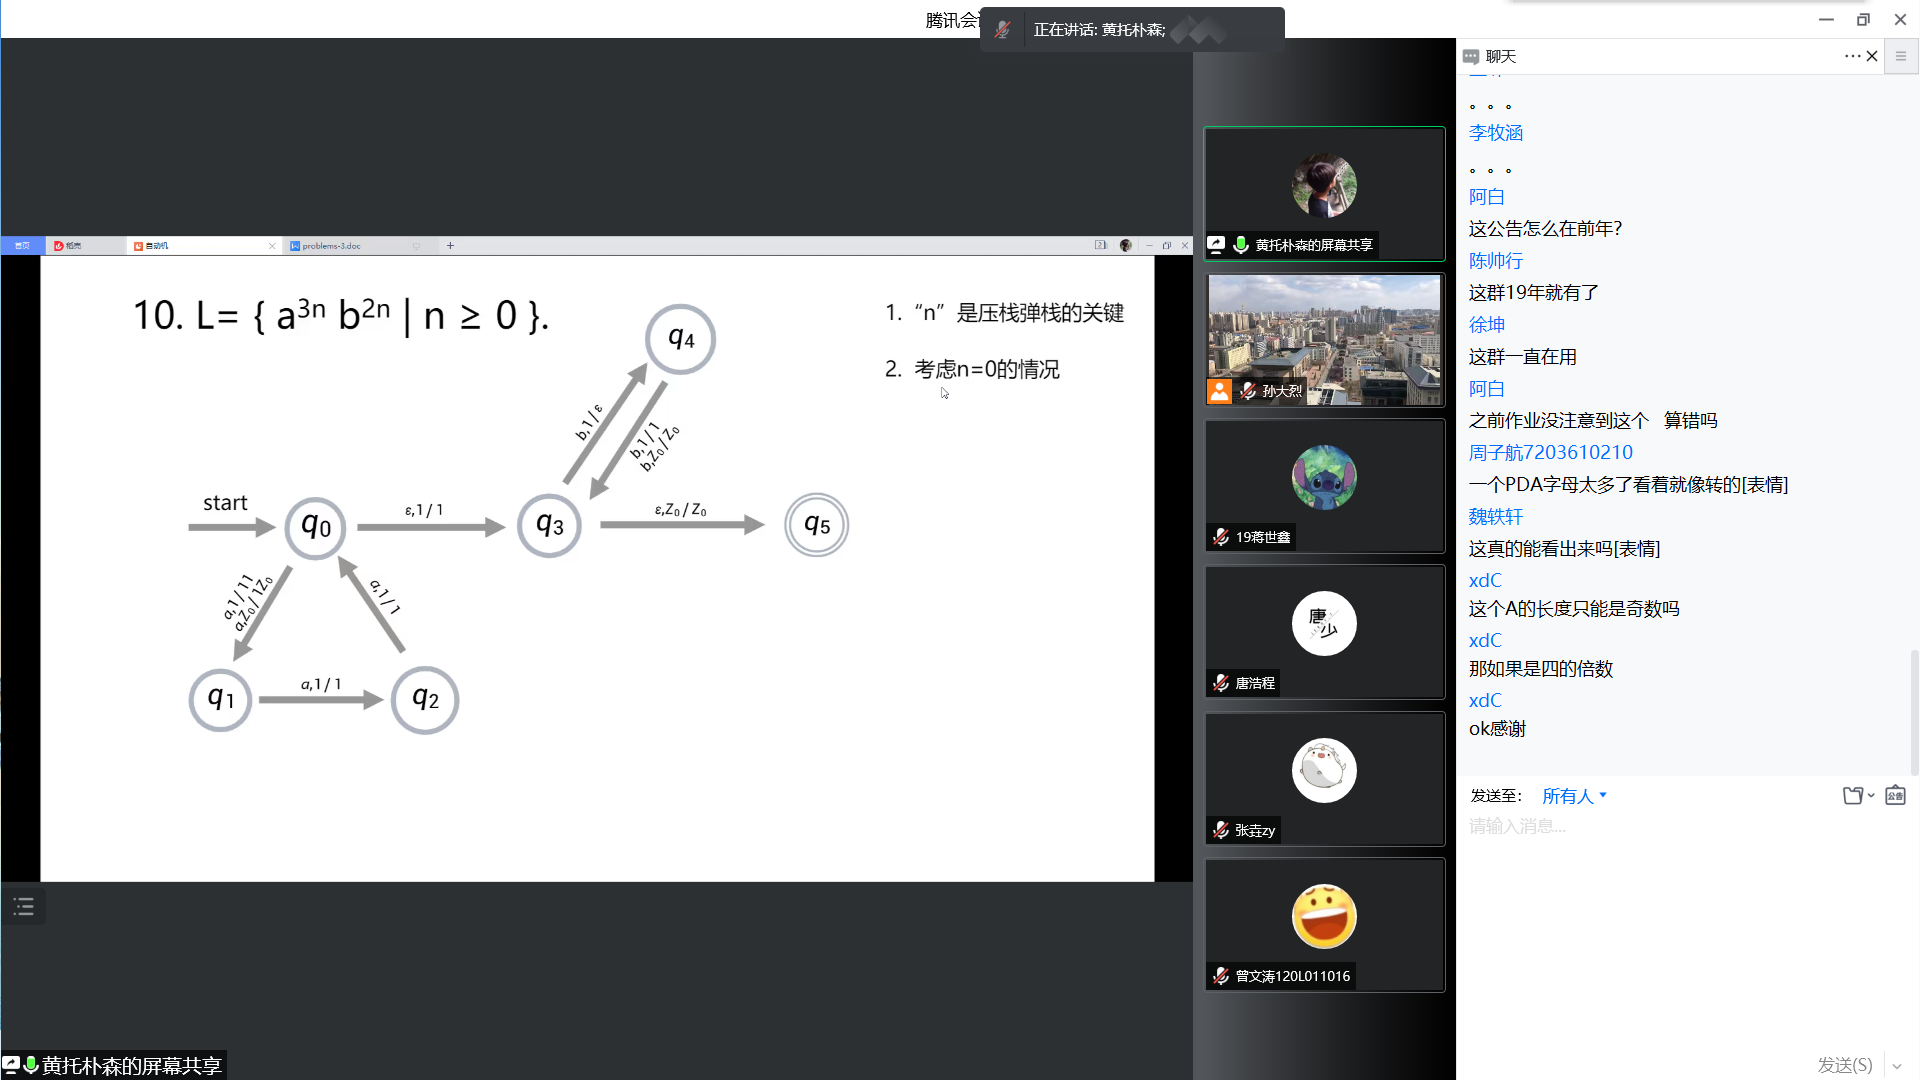 腾讯会
正在讲话: 黄托朴森;
首页
稻壳
自动机
problems-3.doc
10. L= { a³ⁿ b²ⁿ | n ≥ 0 }.
1. “n”是压栈弹栈的关键
2. 考虑n=0的情况
q₄
b,1/ε
b,1/1
b,Z₀/Z₀
start
q₀
ε,1/1
q₃
ε,Z₀/Z₀
q₅
a,1/11
a,Z₀/1Z₀
a,1/1
q₁
a,1/1
q₂
黄托朴森的屏幕共享
黄托朴森的屏幕共享
孙大烈
19蒋世鑫
唐少
唐浩程
张垚zy
曾文涛120L011016
聊天
。。。
李牧涵
。。。
阿白
这公告怎么在前年?
陈帅行
这群19年就有了
徐坤
这群一直在用
阿白
之前作业没注意到这个 算错吗
周子航7203610210
一个PDA字母太多了看着就像转的[表情]
魏轶轩
这真的能看出来吗[表情]
xdC
这个A的长度只能是奇数吗
xdC
那如果是四的倍数
xdC
ok感谢
发送至: 所有人
公告
请输入消息...
发送(S)